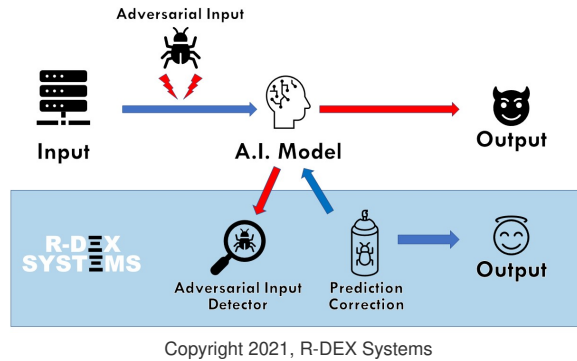 Adversarial Input
Input
A.I. Model
Output
R-DEX
SYSTEMS
Adversarial Input
Detector
Prediction
Correction
Output
Copyright 2021, R-DEX Systems